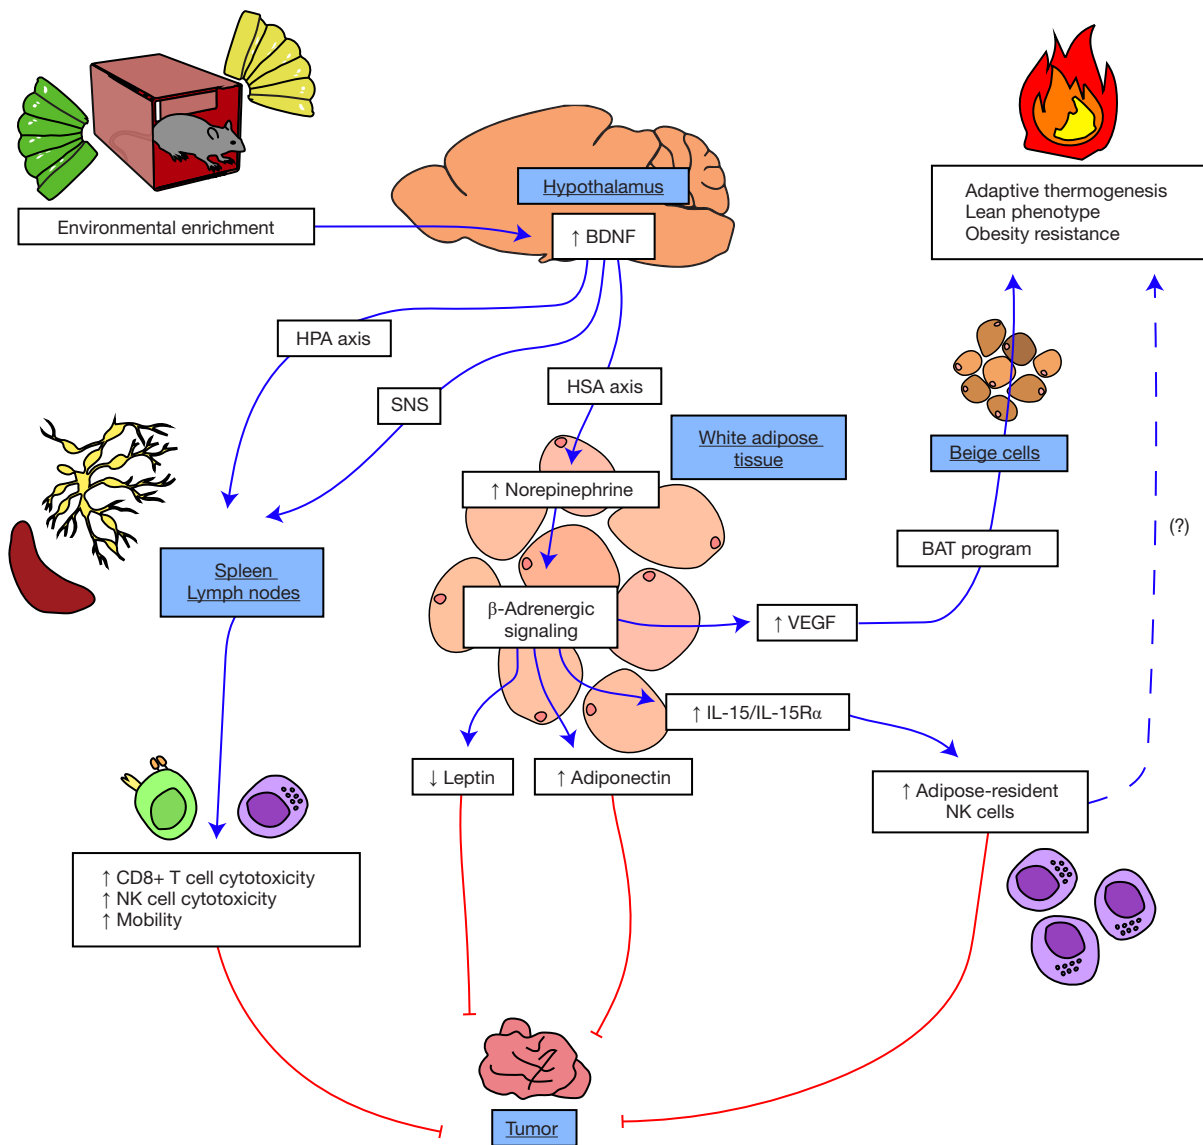 Hypothalamus
Adaptive thermogenesis
Lean phenotype
Obesity resistance
Environmental enrichment
↑ BDNF
HPA axis
SNS
HSA axis
White adipose
tissue
Beige cells
↑ Norepinephrine
(?)
BAT program
Spleen
Lymph nodes
β-Adrenergic
signaling
↑ VEGF
↑ IL-15/IL-15Rα
↓ Leptin
↑ Adiponectin
↑ Adipose-resident
NK cells
↑ CD8+ T cell cytotoxicity
↑ NK cell cytotoxicity
↑ Mobility
Tumor